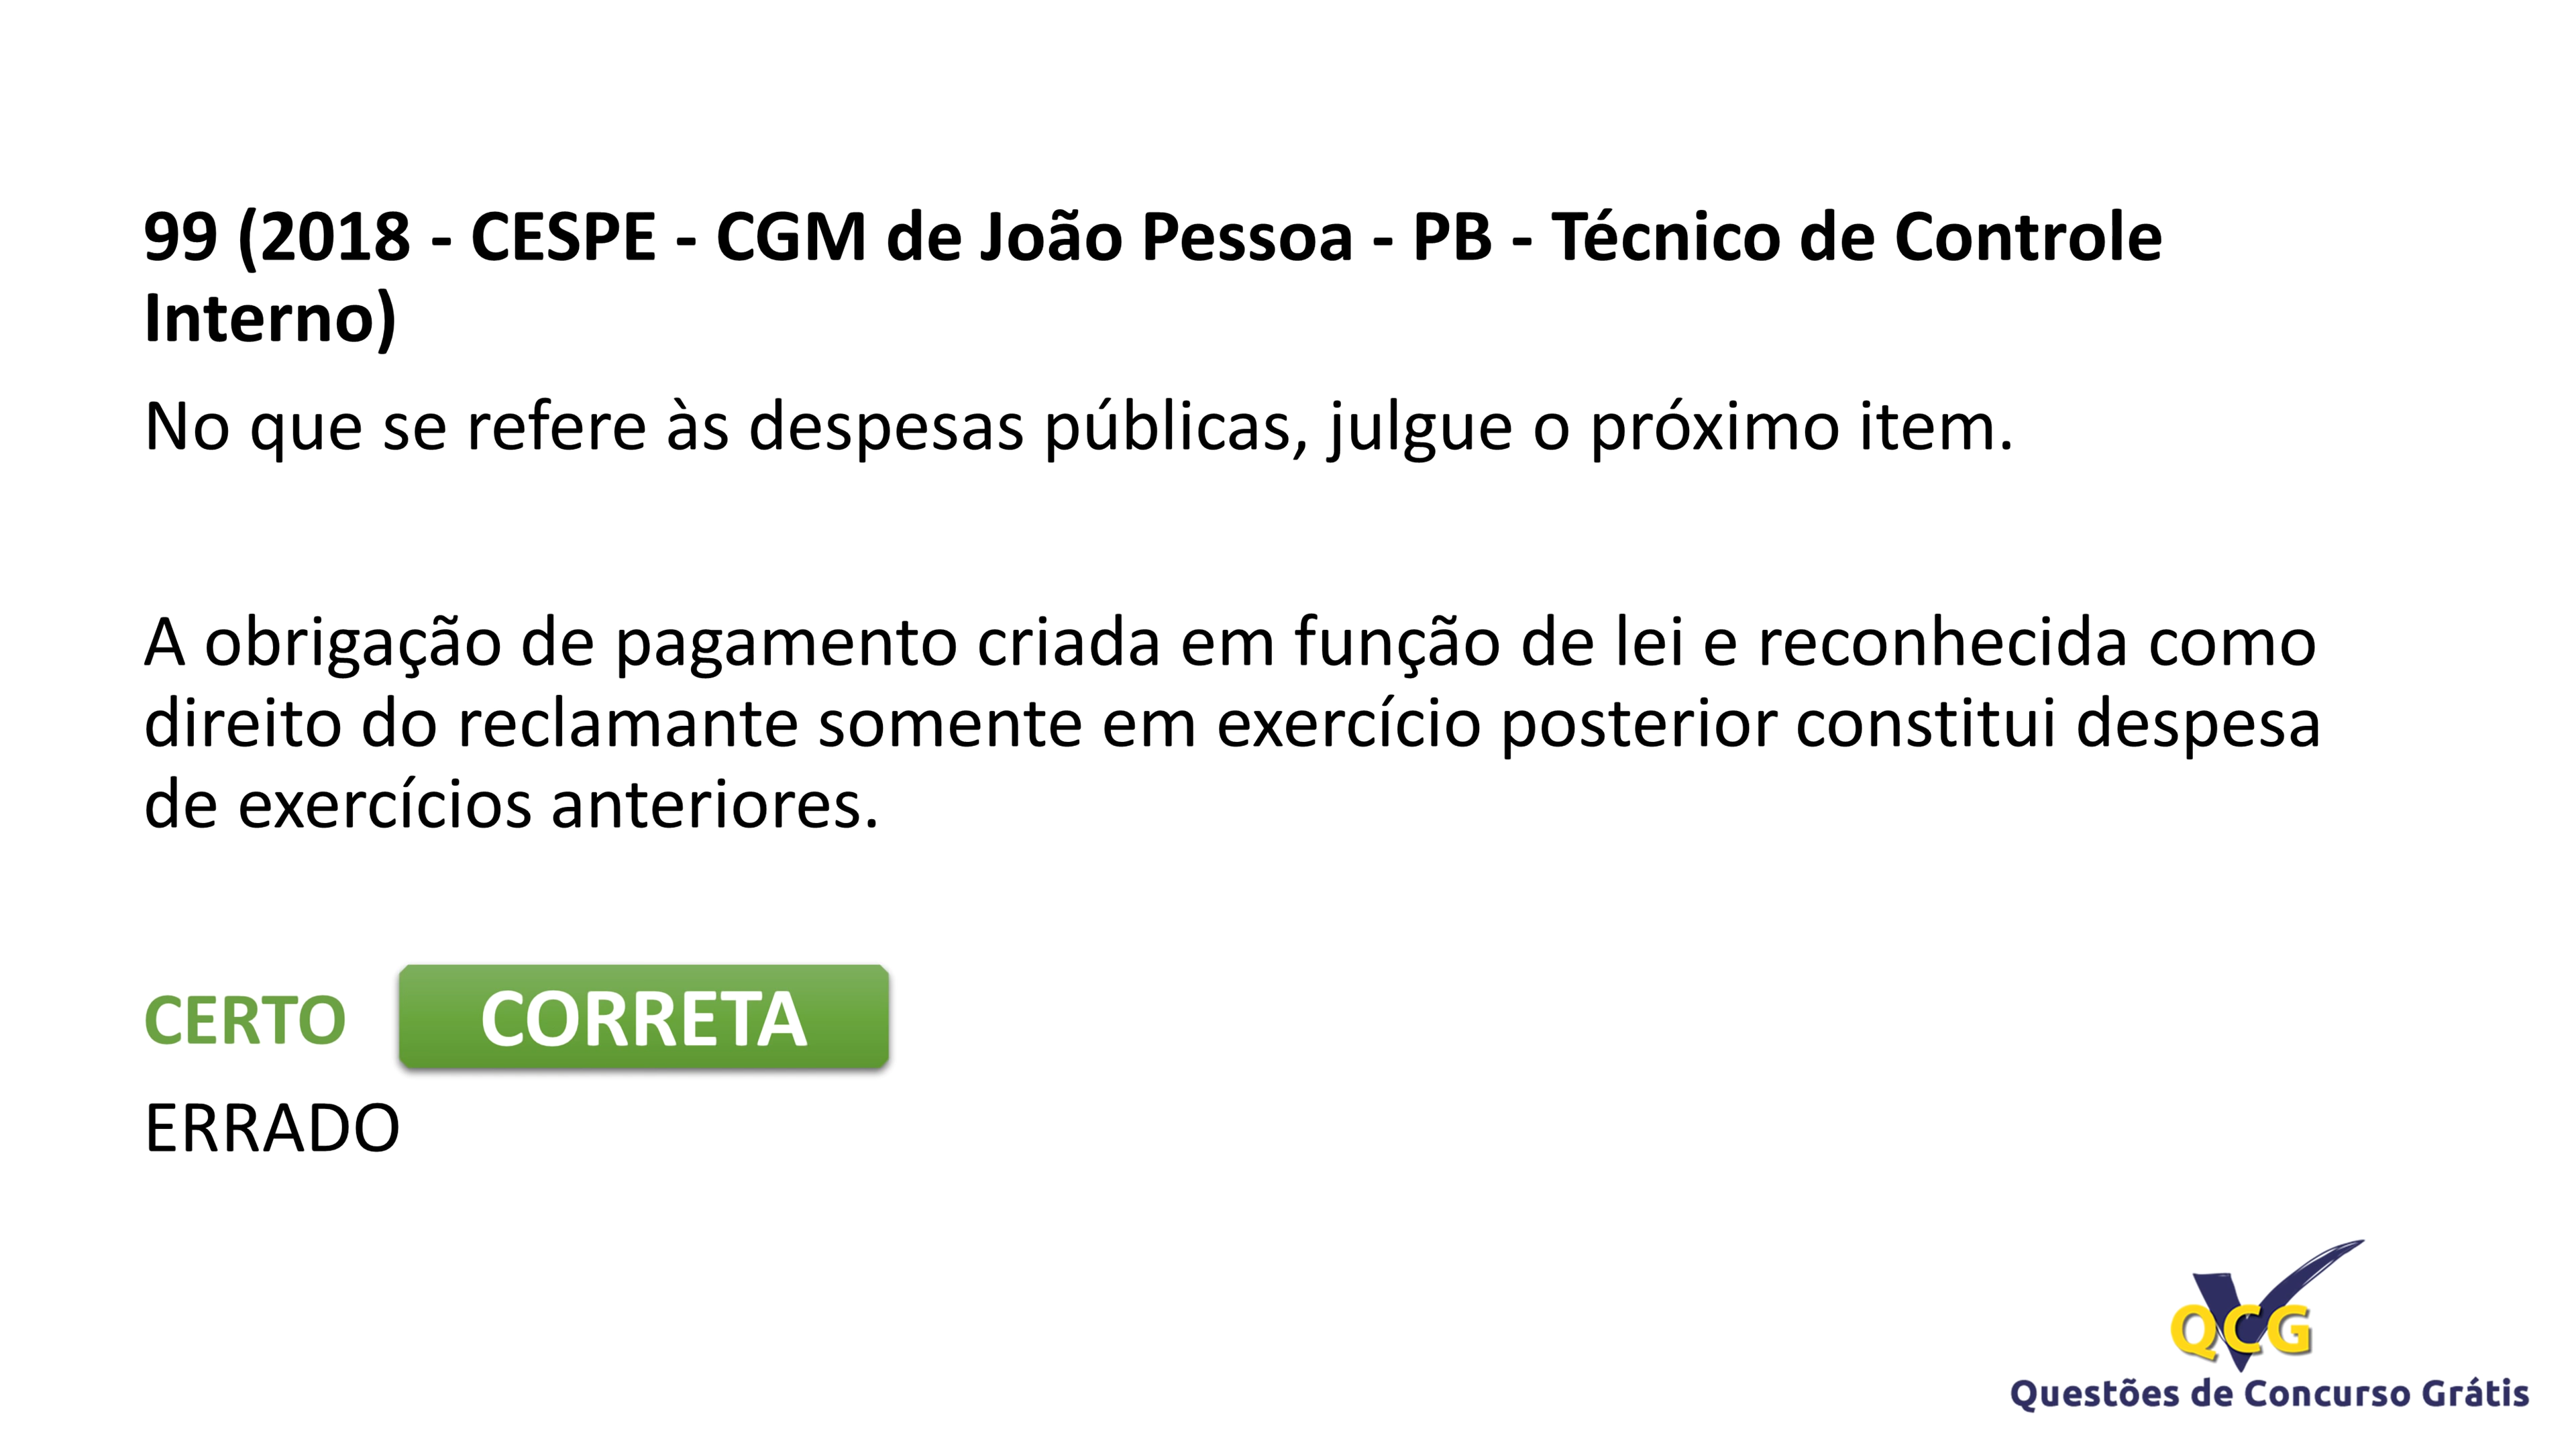 99 (2018 - CESPE - CGM de João Pessoa - PB - Técnico de Controle
Interno)
No que se refere às despesas públicas, julgue o próximo item.
A obrigação de pagamento criada em função de lei e reconhecida como
direito do reclamante somente em exercício posterior constitui despesa
de exercícios anteriores.
CERTO CORRETA
ERRADO
QCG
Questões de Concurso Grátis